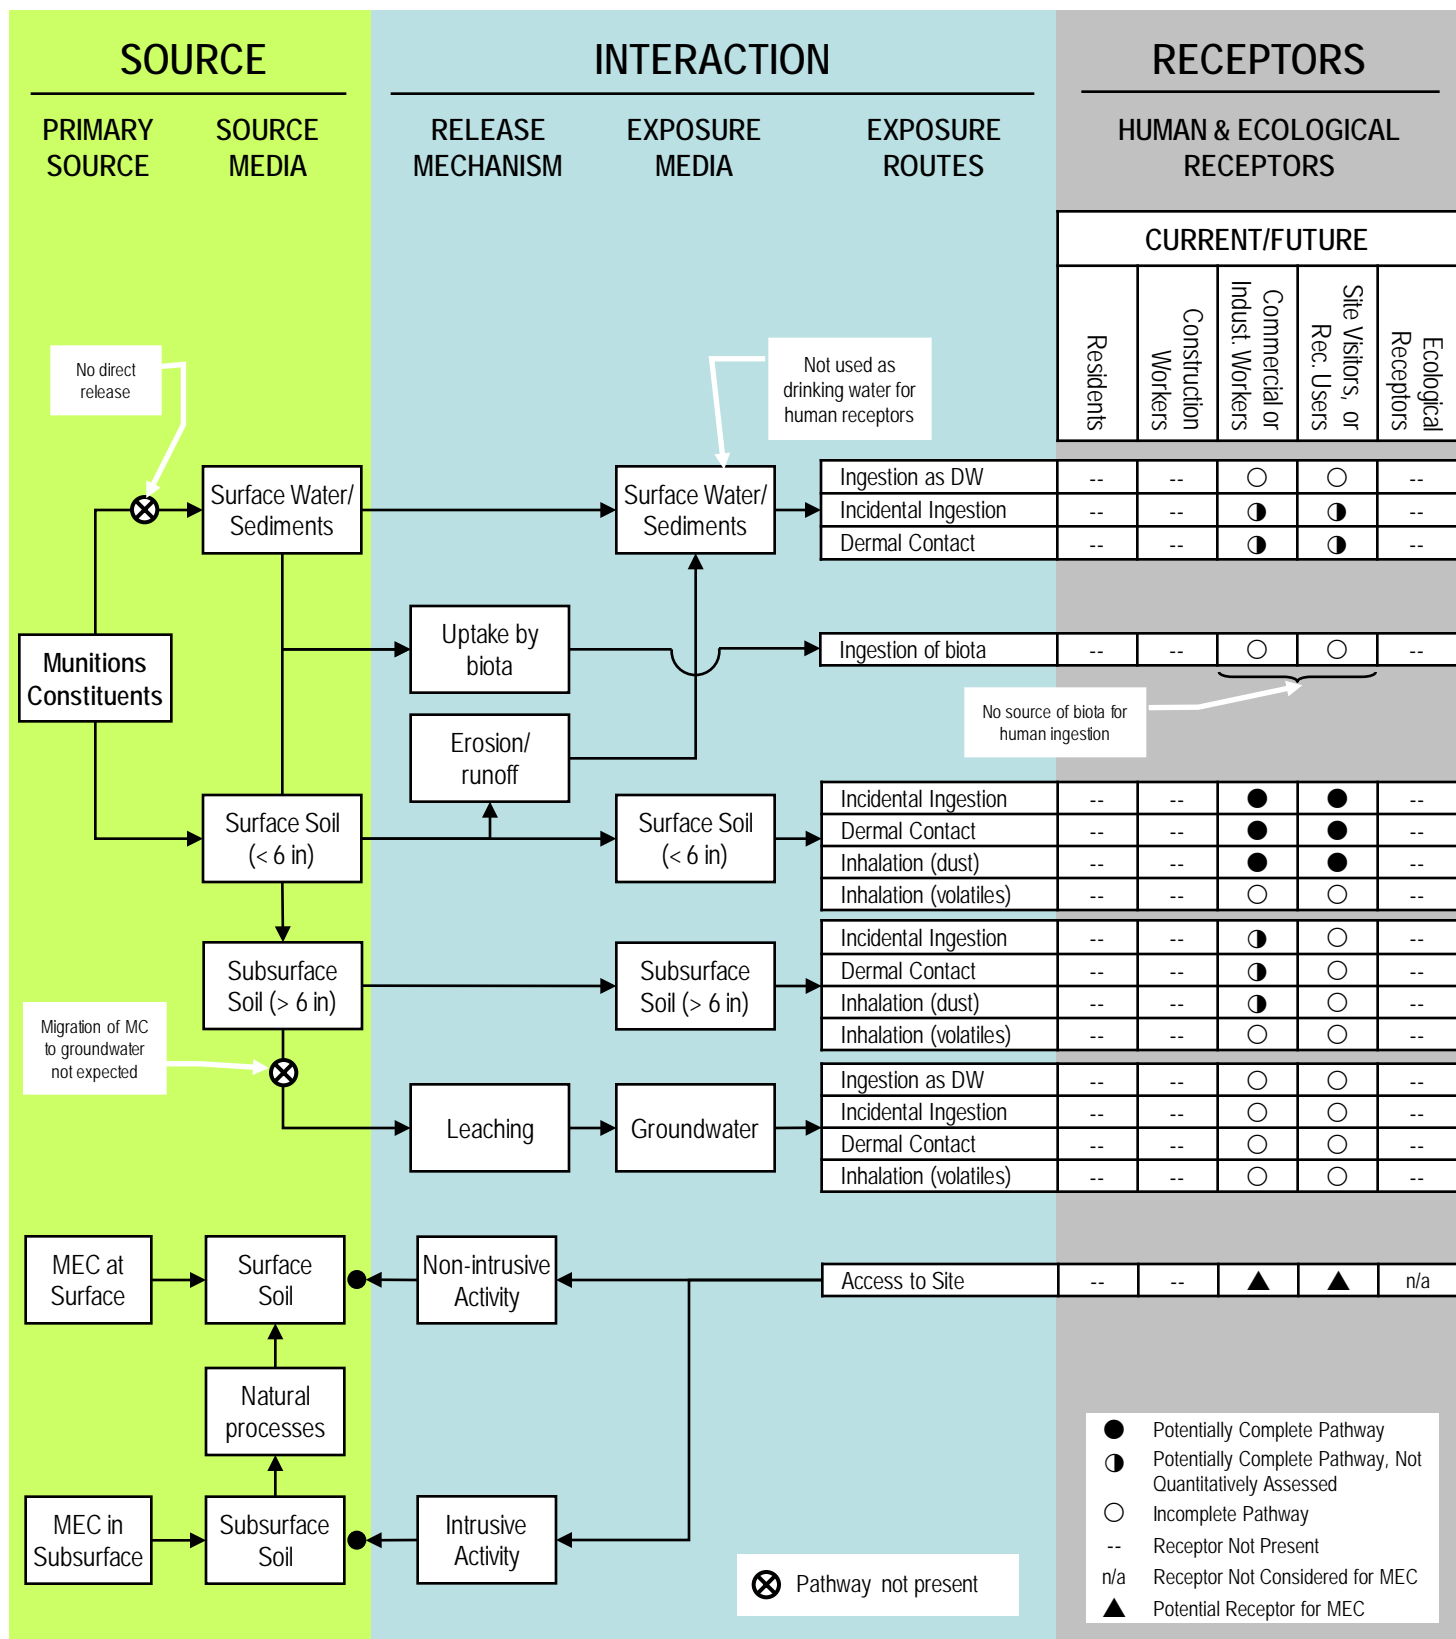 SOURCE
INTERACTION
RECEPTORS
PRIMARY
SOURCE
SOURCE
MEDIA
RELEASE
MECHANISM
EXPOSURE
MEDIA
EXPOSURE
ROUTES
HUMAN & ECOLOGICAL
RECEPTORS
CURRENT/FUTURE
Residents
Construction
Workers
Commercial or
Indust. Workers
Site Visitors, or
Rec. Users
Ecological
Receptors
No direct
release
Not used as
drinking water for
human receptors
Surface Water/
Sediments
Surface Water/
Sediments
Ingestion as DW -- -- ○ ○ --
Incidental Ingestion -- -- ◑ ◑ --
Dermal Contact -- -- ◑ ◑ --
Munitions
Constituents
Uptake by
biota
Ingestion of biota -- -- ○ ○ --
No source of biota for
human ingestion
Erosion/
runoff
Surface Soil
(< 6 in)
Surface Soil
(< 6 in)
Incidental Ingestion -- -- ● ● --
Dermal Contact -- -- ● ● --
Inhalation (dust) -- -- ● ● --
Inhalation (volatiles) -- -- ○ ○ --
Subsurface
Soil (> 6 in)
Subsurface
Soil (> 6 in)
Incidental Ingestion -- -- ◑ ○ --
Dermal Contact -- -- ◑ ○ --
Inhalation (dust) -- -- ◑ ○ --
Inhalation (volatiles) -- -- ○ ○ --
Migration of MC
to groundwater
not expected
Leaching
Groundwater
Ingestion as DW -- -- ○ ○ --
Incidental Ingestion -- -- ○ ○ --
Dermal Contact -- -- ○ ○ --
Inhalation (volatiles) -- -- ○ ○ --
MEC at
Surface
Surface
Soil
Non-intrusive
Activity
Access to Site -- -- ▲ ▲ n/a
Natural
processes
MEC in
Subsurface
Subsurface
Soil
Intrusive
Activity
⊗ Pathway not present
● Potentially Complete Pathway
◑ Potentially Complete Pathway, Not
Quantitatively Assessed
○ Incomplete Pathway
-- Receptor Not Present
n/a Receptor Not Considered for MEC
▲ Potential Receptor for MEC